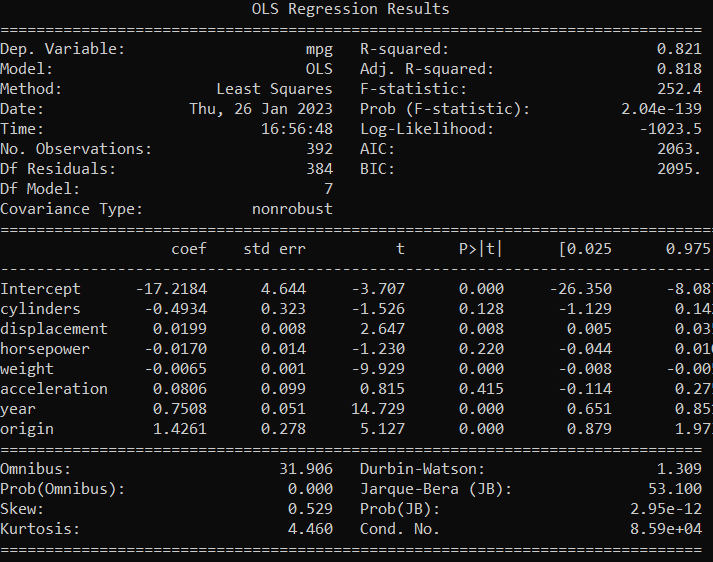 OLS Regression Results
==============================================================================
Dep. Variable: mpg R-squared: 0.821
Model: OLS Adj. R-squared: 0.818
Method: Least Squares F-statistic: 252.4
Date: Thu, 26 Jan 2023 Prob (F-statistic): 2.04e-139
Time: 16:56:48 Log-Likelihood: -1023.5
No. Observations: 392 AIC: 2063.
Df Residuals: 384 BIC: 2095.
Df Model: 7
Covariance Type: nonrobust
==============================================================================
coef std err t P>|t| [0.025 0.975
------------------------------------------------------------------------------
Intercept -17.2184 4.644 -3.707 0.000 -26.350 -8.08
cylinders -0.4934 0.323 -1.526 0.128 -1.129 0.14
displacement 0.0199 0.008 2.647 0.008 0.005 0.03
horsepower -0.0170 0.014 -1.230 0.220 -0.044 0.01
weight -0.0065 0.001 -9.929 0.000 -0.008 -0.00
acceleration 0.0806 0.099 0.815 0.415 -0.114 0.27
year 0.7508 0.051 14.729 0.000 0.651 0.85
origin 1.4261 0.278 5.127 0.000 0.879 1.97
==============================================================================
Omnibus: 31.906 Durbin-Watson: 1.309
Prob(Omnibus): 0.000 Jarque-Bera (JB): 53.100
Skew: 0.529 Prob(JB): 2.95e-12
Kurtosis: 4.460 Cond. No. 8.59e+04
==============================================================================